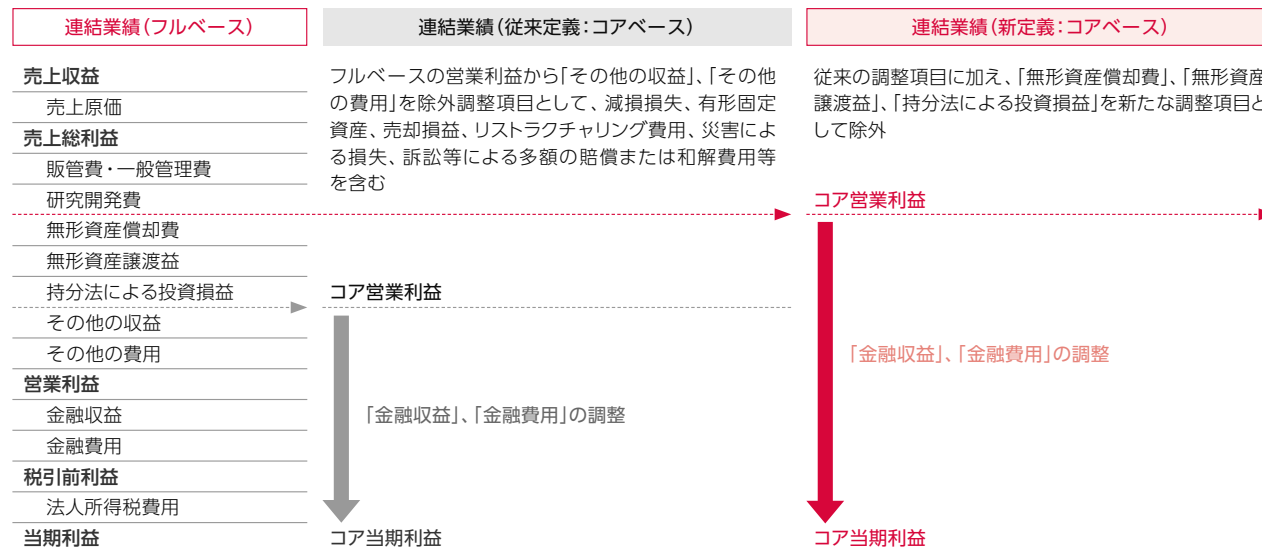 連結業績（フルベース）
売上収益
売上原価
売上総利益
販管費・一般管理費
研究開発費
無形資産償却費
無形資産譲渡益
持分法による投資損益
その他の収益
その他の費用
営業利益
金融収益
金融費用
税引前利益
法人所得税費用
当期利益
連結業績（従来定義：コアベース）
フルベースの営業利益から「その他の収益」、「その他
の費用」を除外調整項目として、減損損失、有形固定
資産、売却損益、リストラクチャリング費用、災害によ
る損失、訴訟等による多額の賠償または和解費用等
を含む
コア営業利益
「金融収益」、「金融費用」の調整
コア当期利益
連結業績（新定義：コアベース）
従来の調整項目に加え、「無形資産償却費」、「無形資産
譲渡益」、「持分法による投資損益」を新たな調整項目と
して除外
コア営業利益
「金融収益」、「金融費用」の調整
コア当期利益